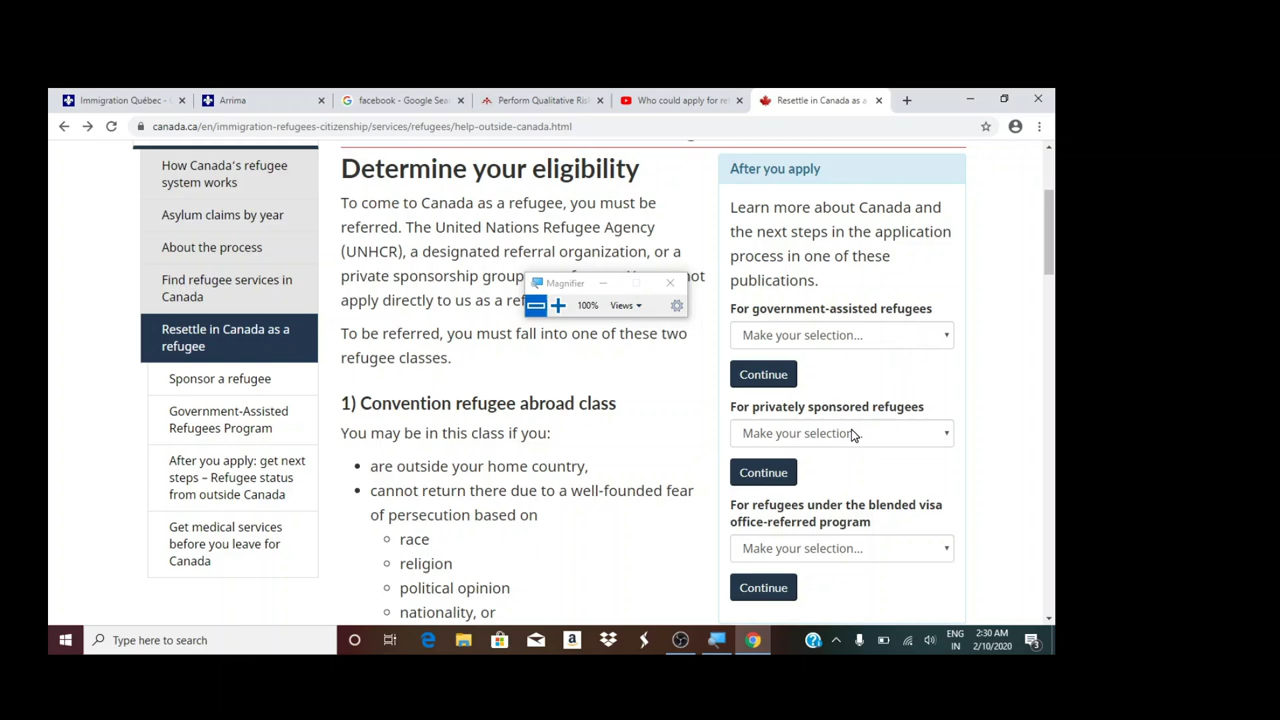 Immigration Québec -
Arrima
facebook - Google Sea
Perform Qualitative Ris
Who could apply for re
Resettle in Canada as a
canada.ca/en/immigration-refugees-citizenship/services/refugees/help-outside-canada.html
How Canada's refugee
system works
Asylum claims by year
About the process
Find refugee services in
Canada
Resettle in Canada as a
refugee
Sponsor a refugee
Government-Assisted
Refugees Program
After you apply: get next
steps – Refugee status
from outside Canada
Get medical services
before you leave for
Canada
Determine your eligibility
To come to Canada as a refugee, you must be
referred. The United Nations Refugee Agency
(UNHCR), a designated referral organization, or a
private sponsorship group not
apply directly to us as a
To be referred, you must fall into one of these two
refugee classes.
1) Convention refugee abroad class
You may be in this class if you:
• are outside your home country,
• cannot return there due to a well-founded fear
of persecution based on
race
religion
political opinion
nationality, or
Magnifier
100% Views
After you apply
Learn more about Canada and
the next steps in the application
process in one of these
publications.
For government-assisted refugees
Make your selection...
Continue
For privately sponsored refugees
Make your selection...
Continue
For refugees under the blended visa
office-referred program
Make your selection...
Continue
Type here to search
ENG
IN
2:30 AM
2/10/2020
3